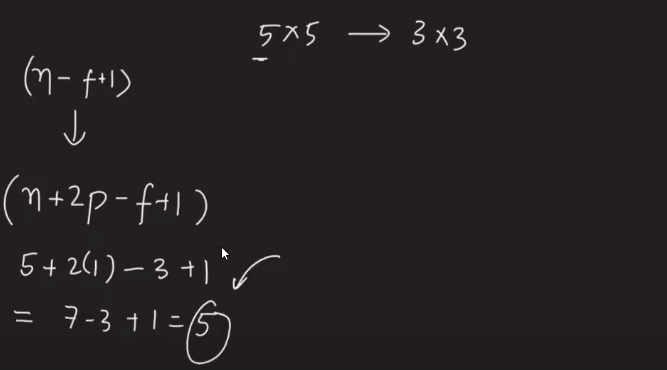 5×5 → 3×3
(n-f+1)
↓
(n+2p-f+1)
5+2(1)-3+1
= 7-3+1=5